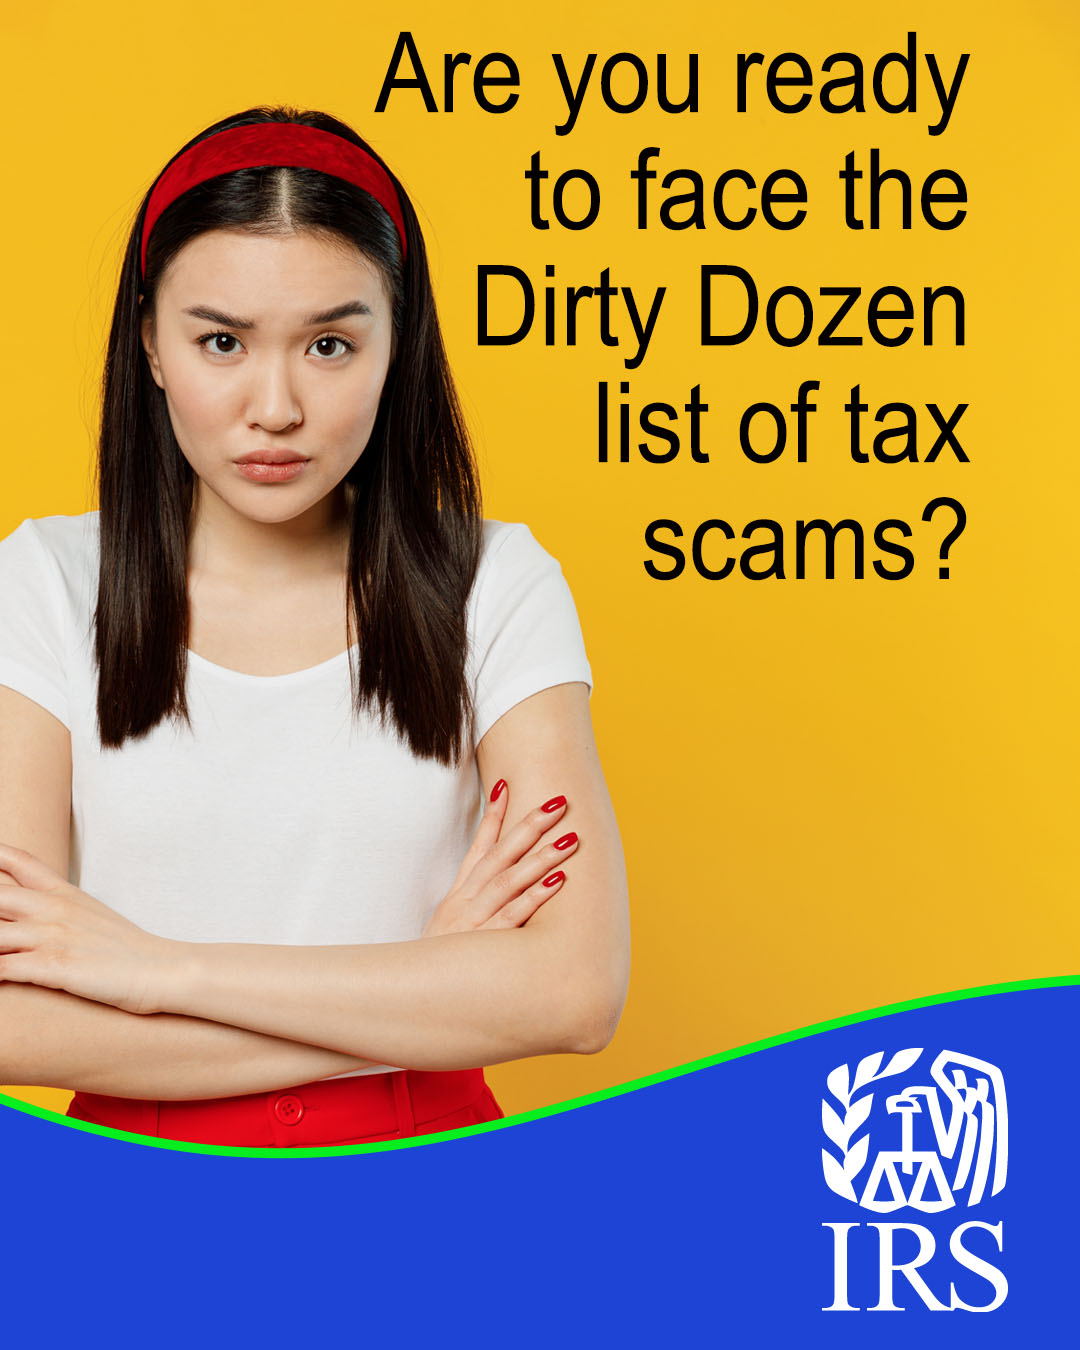 Are you ready
to face the
Dirty Dozen
list of tax
scams?
IRS